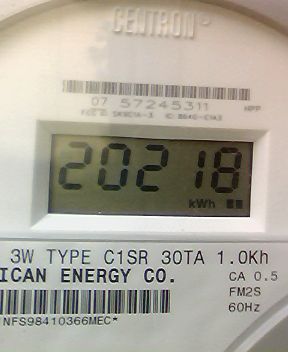 CENTRON®
07 57245311
20218
kWh
3W TYPE C1SR 30TA 1.0Kh
ICAN ENERGY CO.
CA 0.5
FM2S
60Hz
NFS98410366MEC*